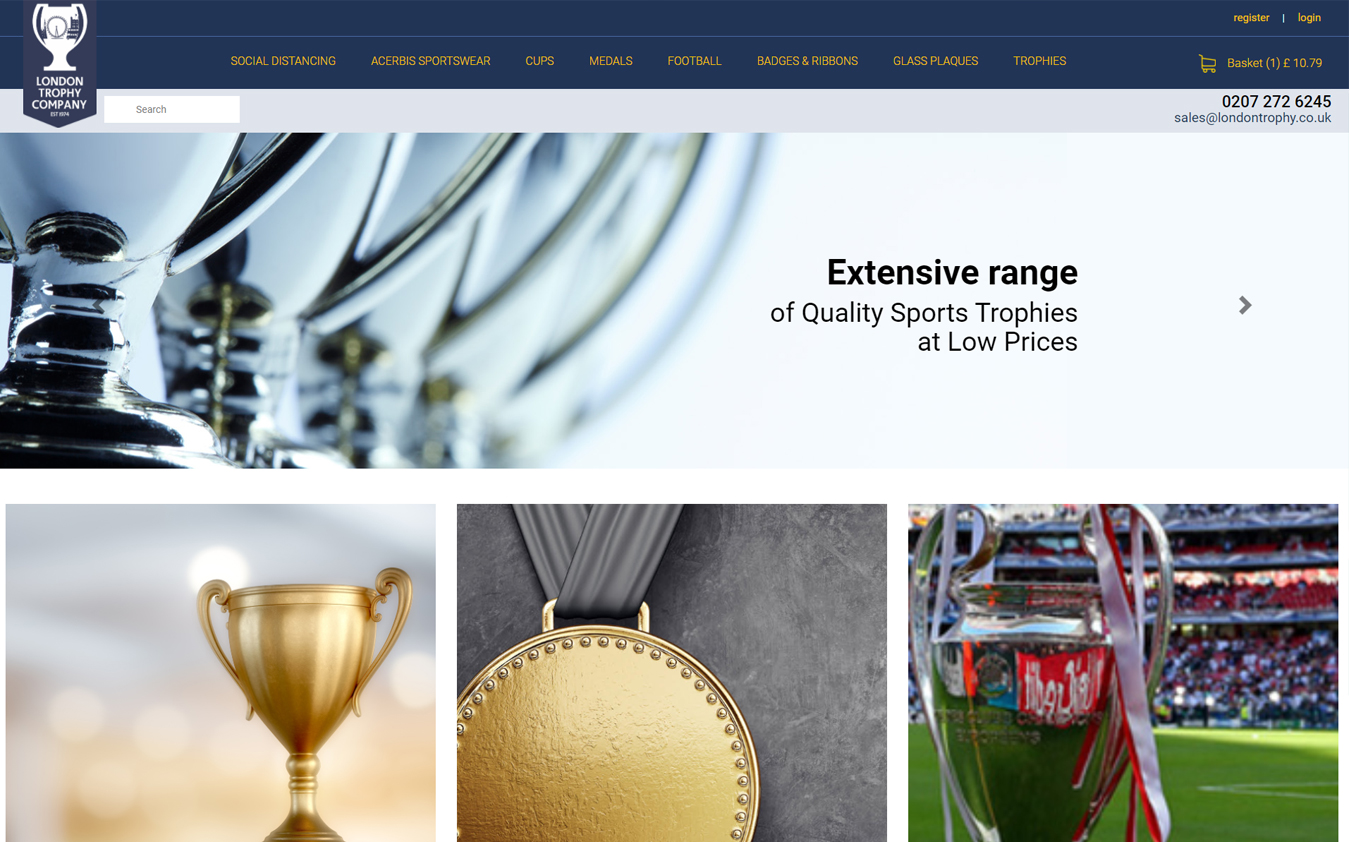 register | login
LONDON
TROPHY
COMPANY
EST 1974
SOCIAL DISTANCING ACERBIS SPORTSWEAR CUPS MEDALS FOOTBALL BADGES & RIBBONS GLASS PLAQUES TROPHIES
Basket (1) £ 10.79
Search
0207 272 6245
sales@londontrophy.co.uk
Extensive range
of Quality Sports Trophies
at Low Prices